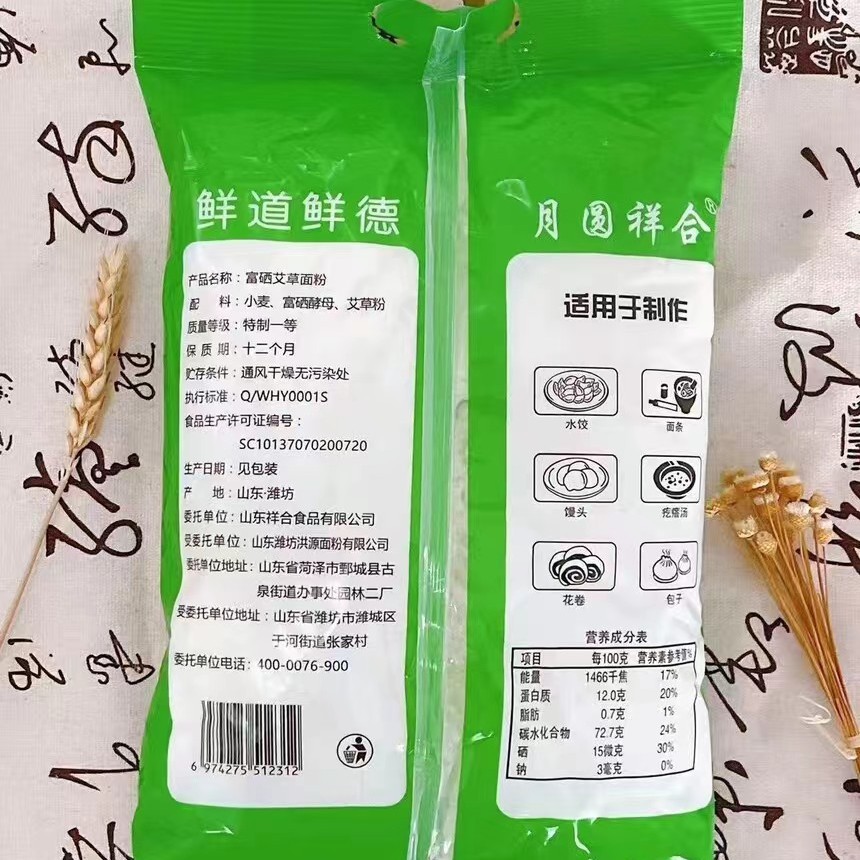 鲜道鲜德
产品名称：富硒艾草面粉
配　　料：小麦、富硒酵母、艾草粉
质量等级：特制一等
保 质 期：十二个月
贮存条件：通风干燥无污染处
执行标准：Q/WHY0001S
食品生产许可证编号：
SC10137070200720
生产日期：见包装
产　　地：山东·潍坊
委托单位：山东祥合食品有限公司
受委托单位：山东潍坊洪源面粉有限公司
委托单位地址：山东省菏泽市鄄城县古
泉街道办事处园林二厂
受委托单位地址：山东省潍坊市潍城区
于河街道张家村
委托单位电话：400-0076-900
6 974275 512312
月圆祥合®
适用于制作
水饺 面条
馒头 疙瘩汤
花卷 包子
营养成分表
项目 每100克 营养素参考值%
能量 1466千焦 17%
蛋白质 12.0克 20%
脂肪 0.7克 1%
碳水化合物 72.7克 24%
硒 15微克 30%
钠 3毫克 0%